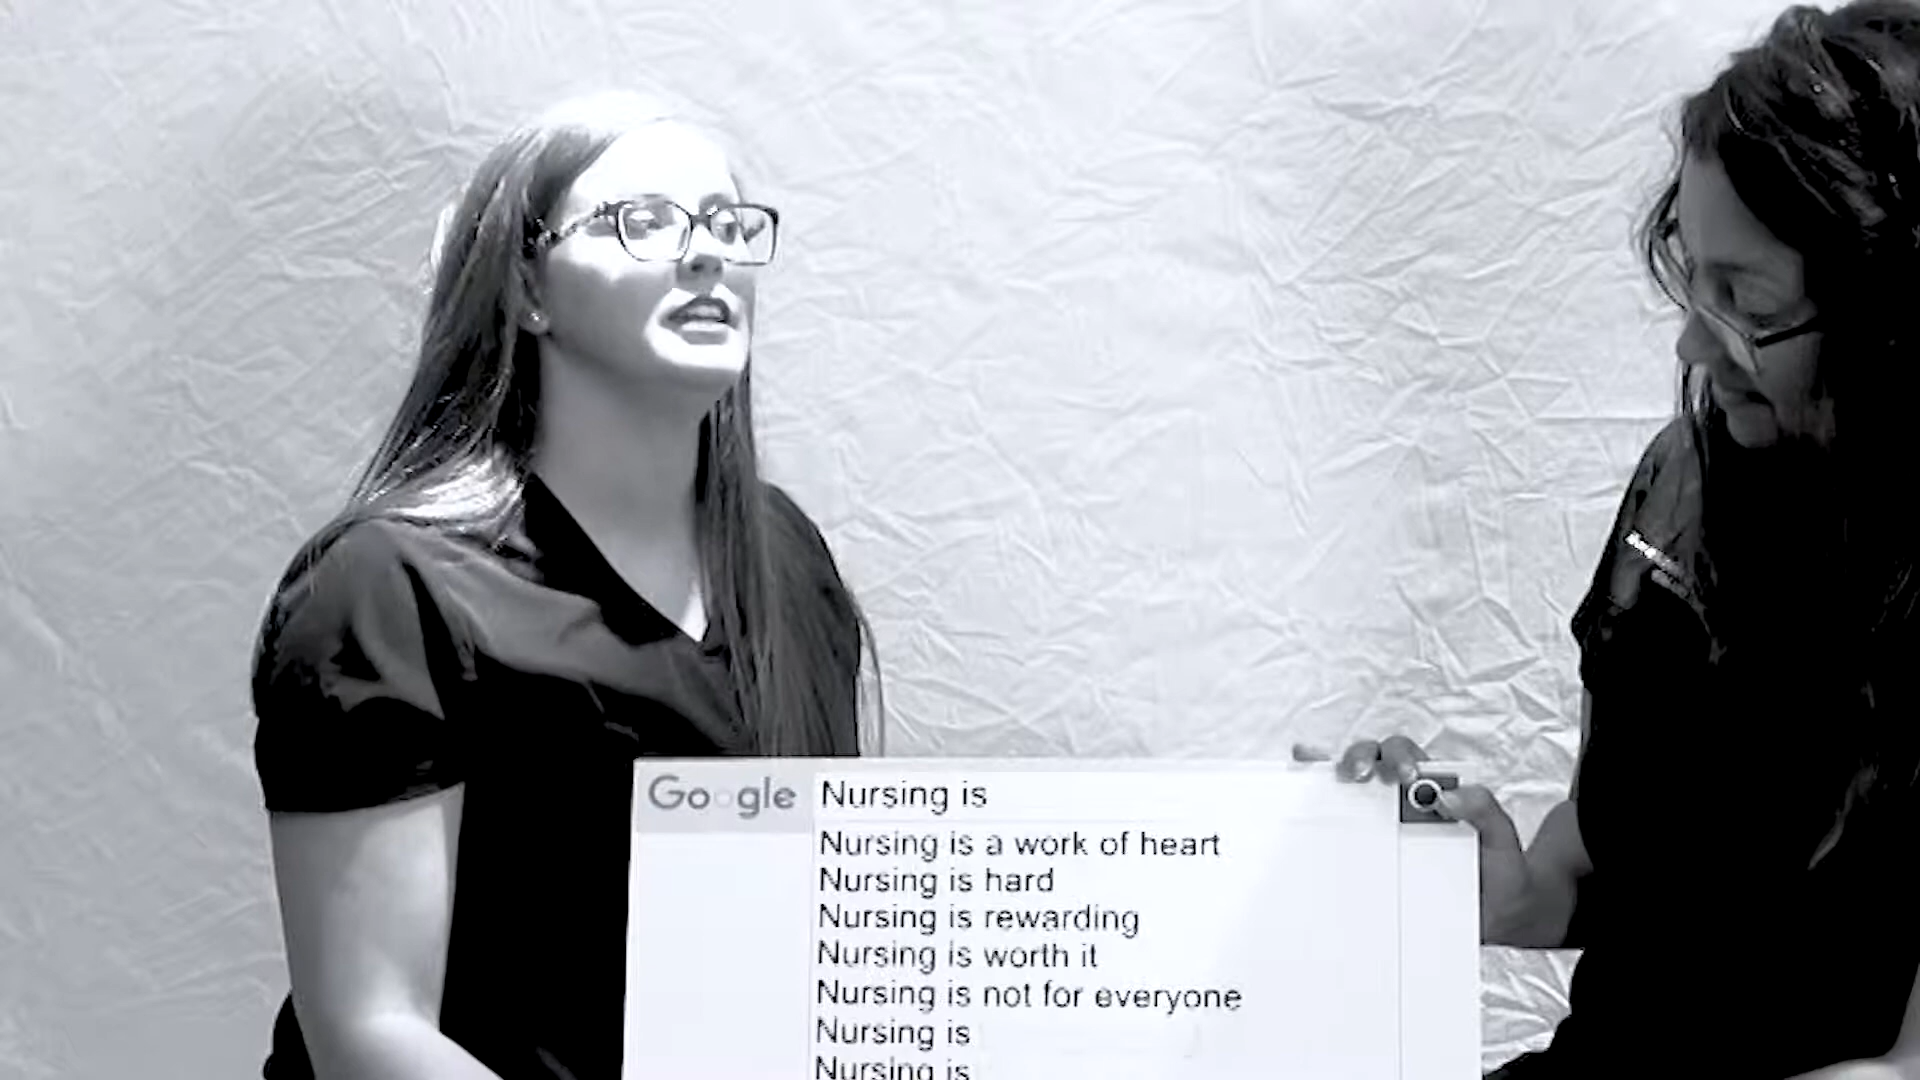 Google Nursing is
Nursing is a work of heart
Nursing is hard
Nursing is rewarding
Nursing is worth it
Nursing is not for everyone
Nursing is
Nursing is